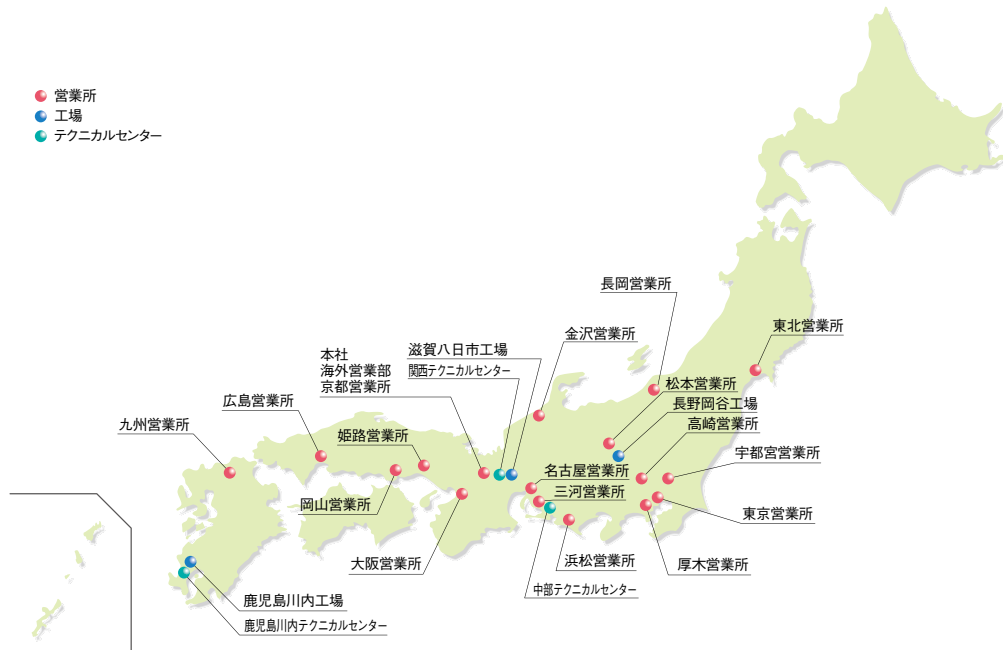 営業所
工場
テクニカルセンター
長岡営業所
金沢営業所
東北営業所
本社
海外営業部
京都営業所
滋賀八日市工場
関西テクニカルセンター
松本営業所
長野岡谷工場
高崎営業所
広島営業所
九州営業所
姫路営業所
宇都宮営業所
名古屋営業所
三河営業所
岡山営業所
東京営業所
大阪営業所
浜松営業所
厚木営業所
中部テクニカルセンター
鹿児島川内工場
鹿児島川内テクニカルセンター